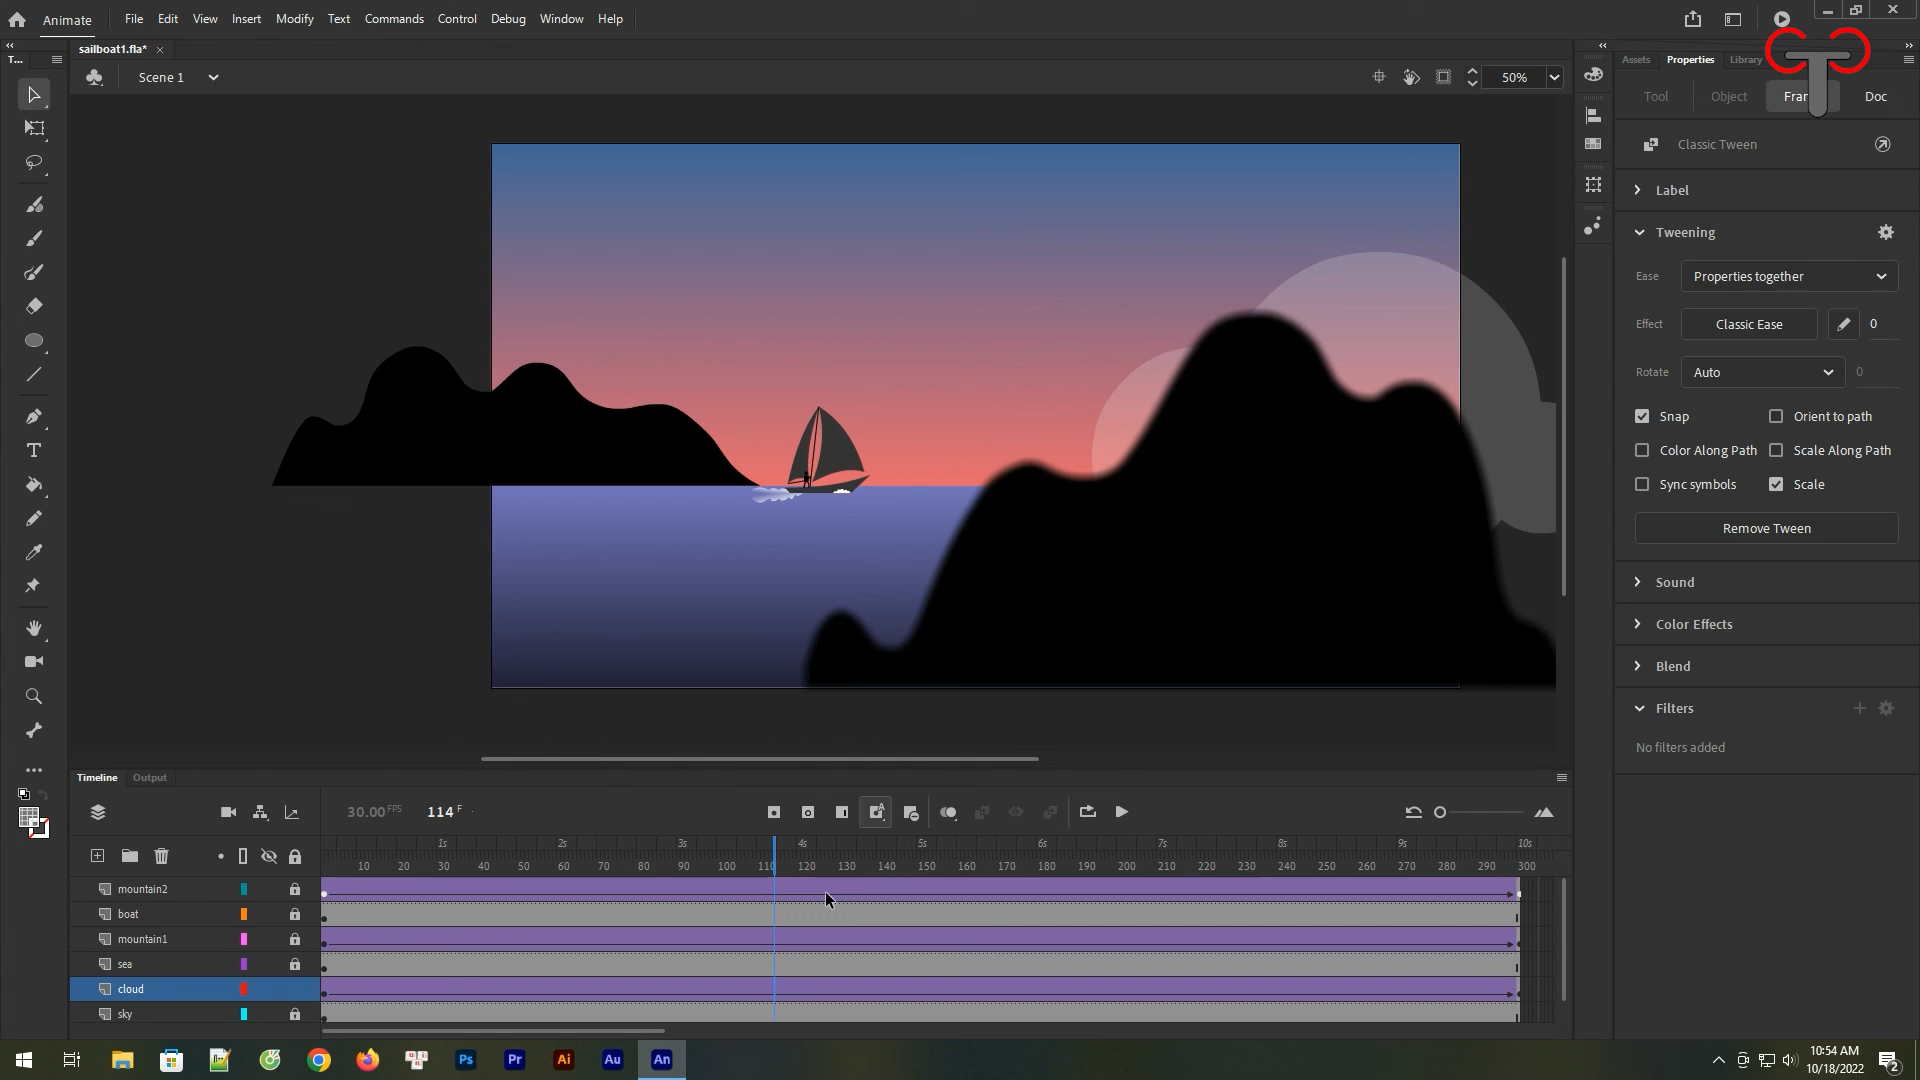 Animate File Edit View Insert Modify Text Commands Control Debug Window Help
sailboat1.fla* ×
T... Assets Properties Library
Scene 1 50%
Tool Object Doc
Classic Tween
Label
Tweening
Ease Properties together
Effect Classic Ease 0
Rotate Auto 0
Snap Orient to path
Color Along Path Scale Along Path
Sync symbols Scale
Remove Tween
Sound
Color Effects
Blend
Filters
No filters added
Timeline Output
30.00 FPS 114 F
1s 2s 3s 4s 5s 6s 7s 8s 9s 10s
10 20 30 40 50 60 70 80 90 100 110 120 130 140 150 160 170 180 190 200 210 220 230 240 250 260 270 280 290 300
mountain2
boat
mountain1
sea
cloud
sky
Ps Pr Ai Au An
10:54 AM
10/18/2022
2